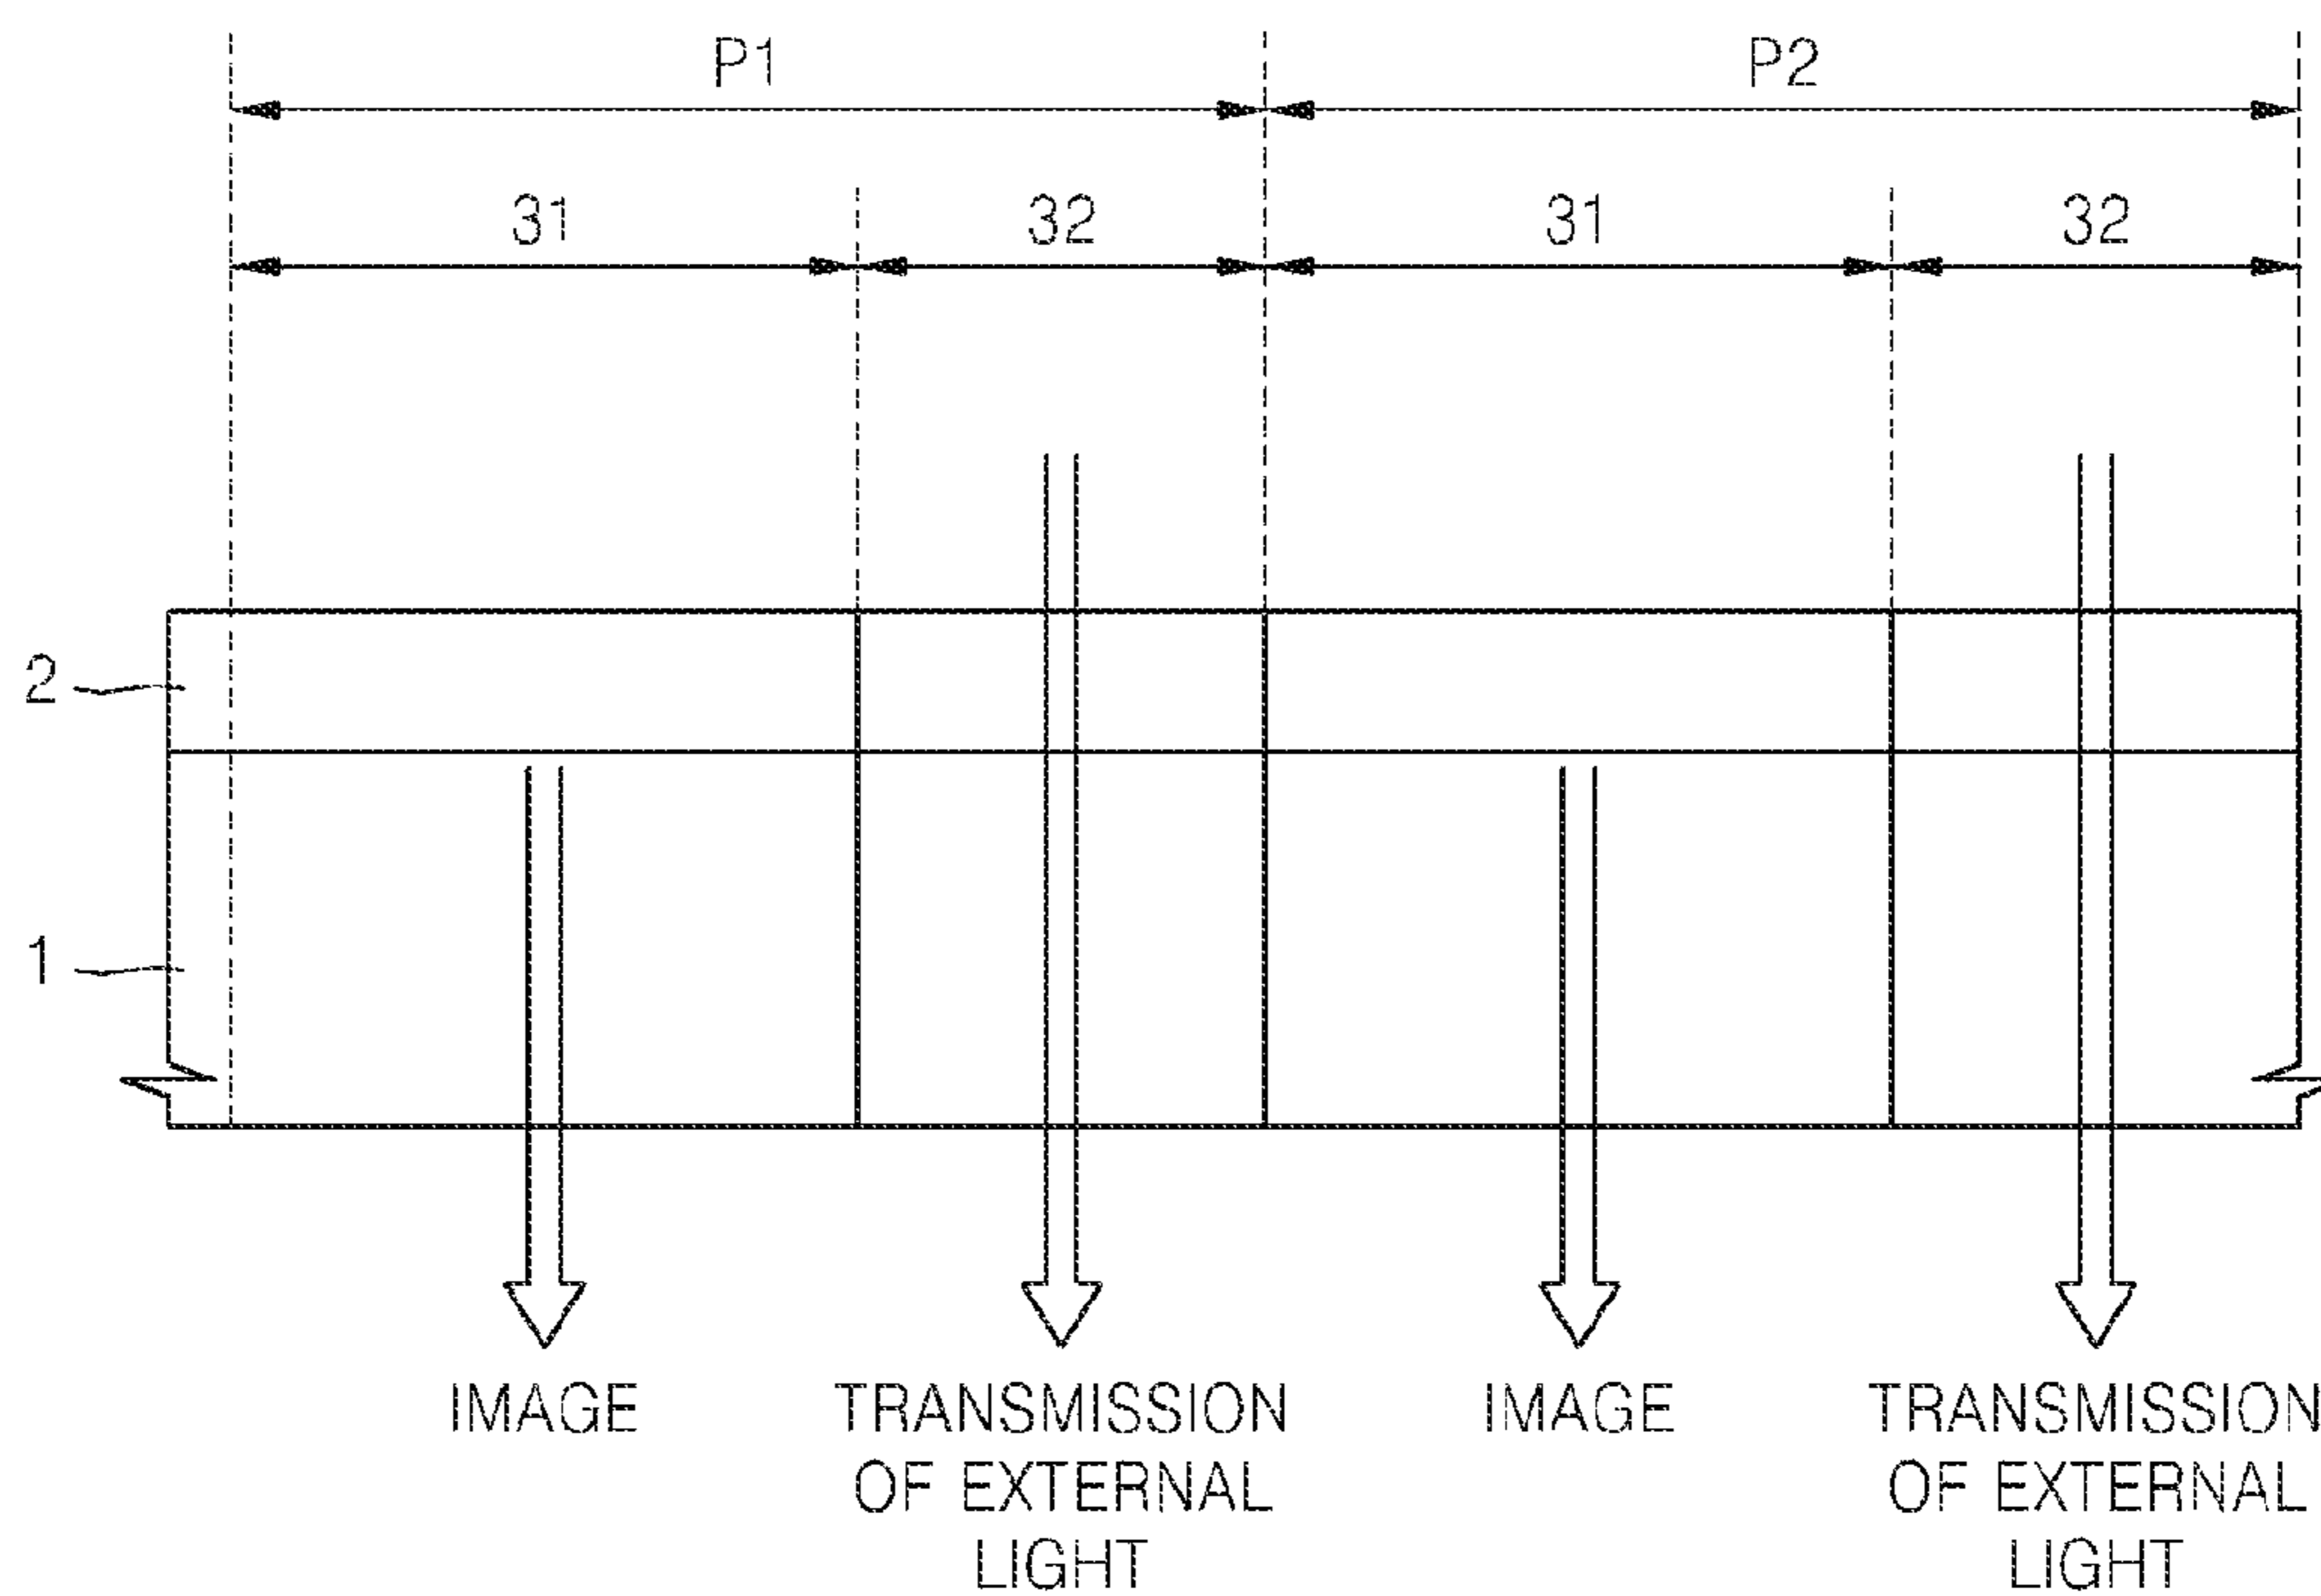 P1 P2
31 32 31 32
2
1
IMAGE TRANSMISSION IMAGE TRANSMISSION
OF EXTERNAL OF EXTERNAL
LIGHT LIGHT